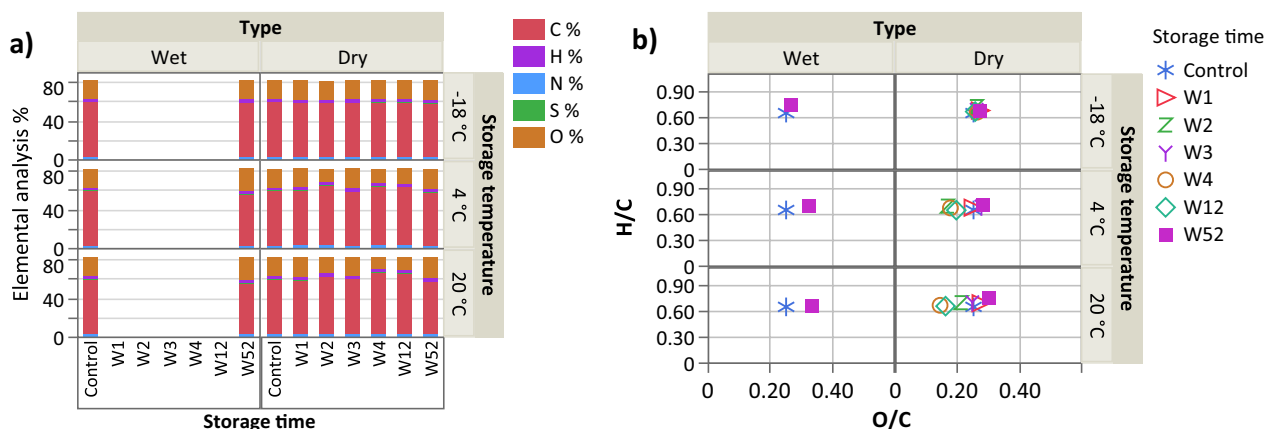 a)
Type
Wet
Dry
C %
H %
N %
S %
O %
Elemental analysis %
80
40
0
80
40
0
80
40
0
-18 °C
4 °C
20 °C
Storage temperature
Control
W1
W2
W3
W4
W12
W52
Control
W1
W2
W3
W4
W12
W52
Storage time
b)
Type
Wet
Dry
Storage time
Control
W1
W2
W3
W4
W12
W52
H/C
0.90
0.60
0.30
0
0.90
0.60
0.30
0
0.90
0.60
0.30
0
-18 °C
4 °C
20 °C
Storage temperature
0
0.20
0.40
0
0.20
0.40
O/C